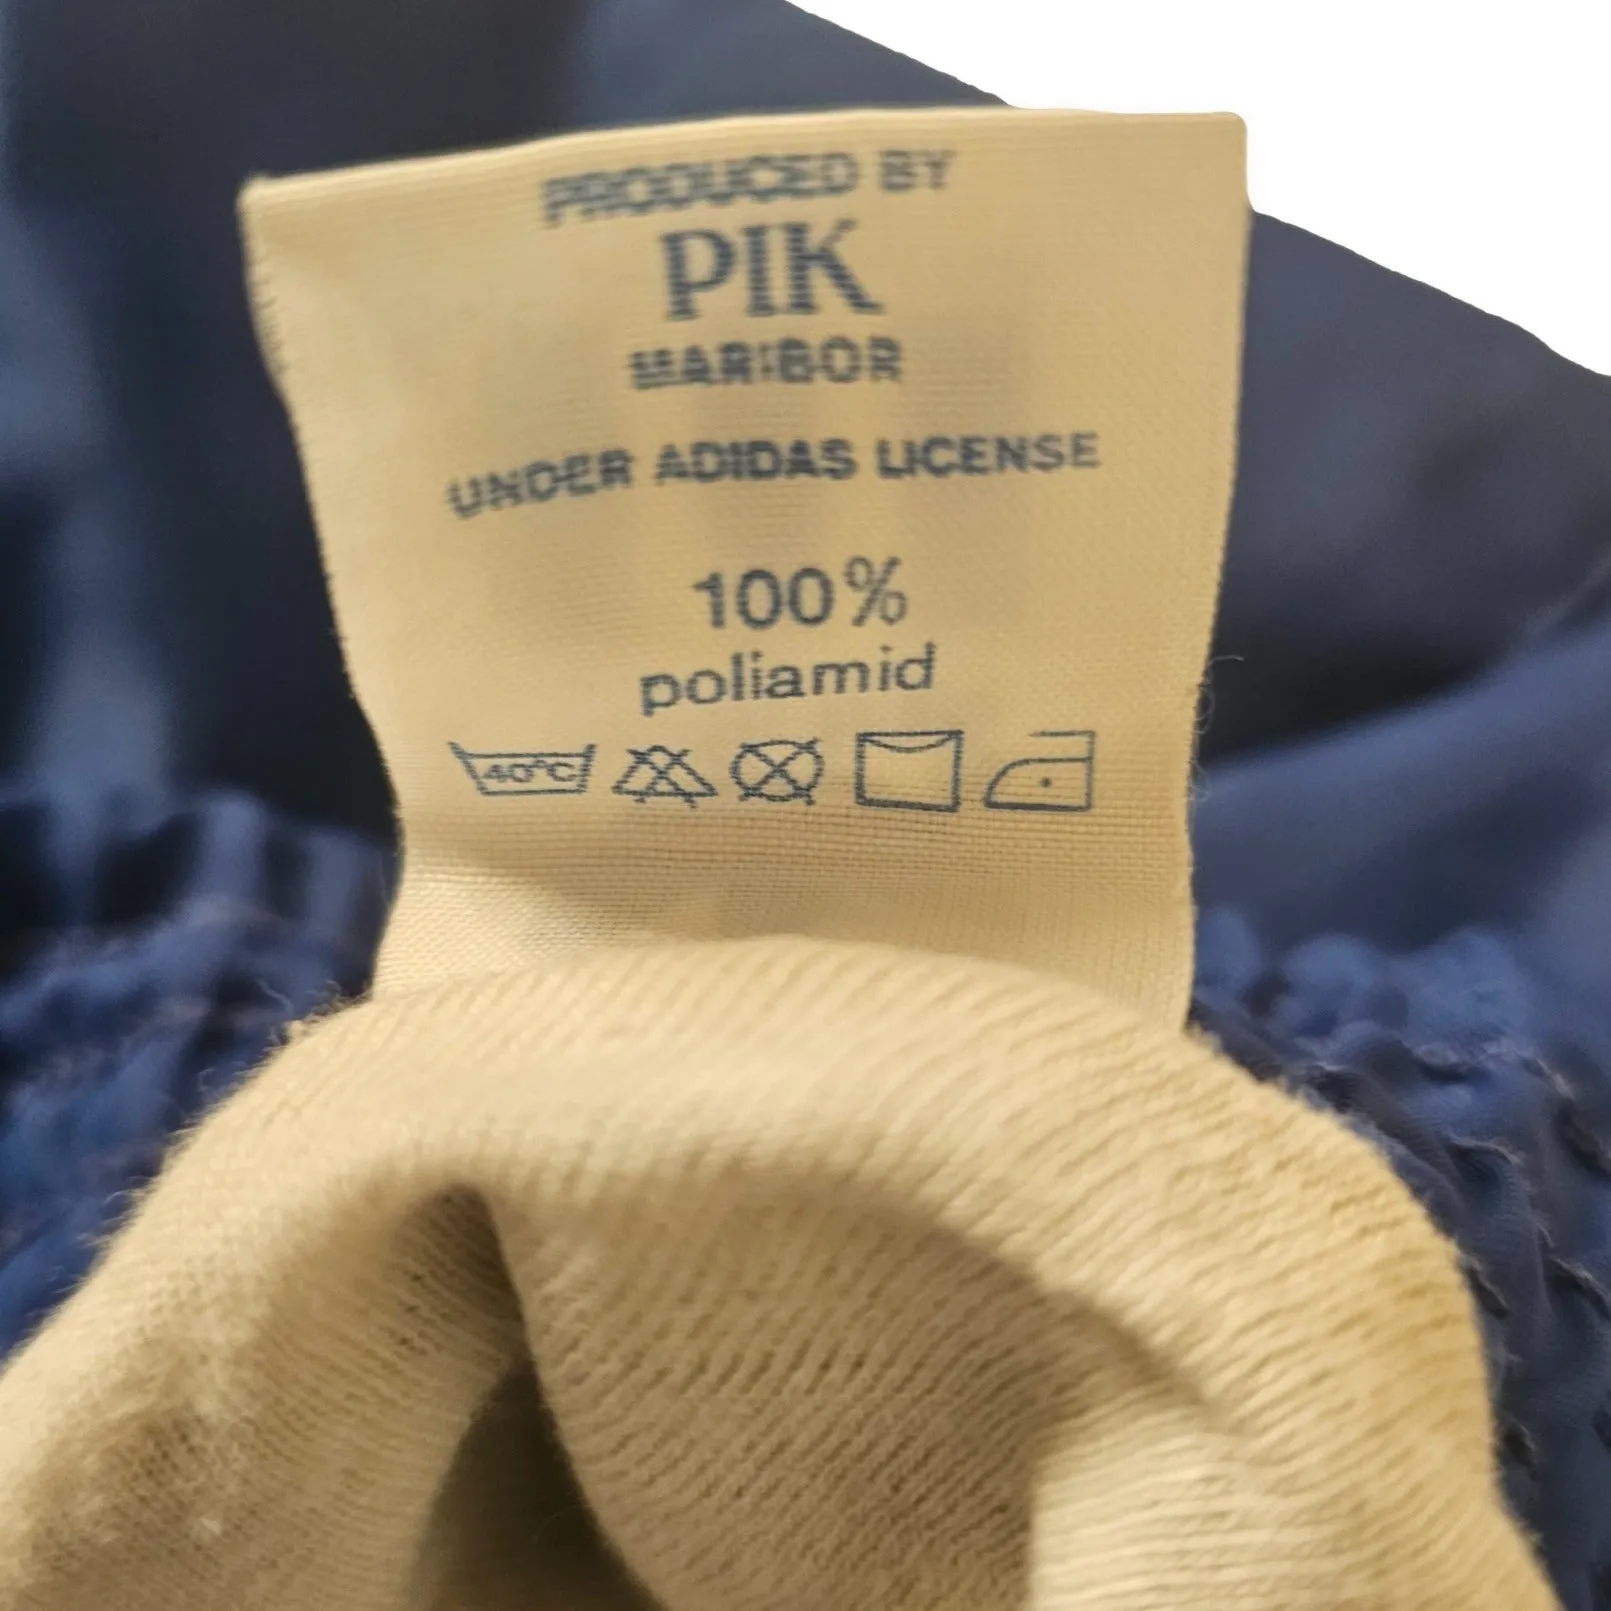 PRODUCED BY
PIK
MARIBOR
UNDER ADIDAS LICENSE
100%
poliamid
40°C